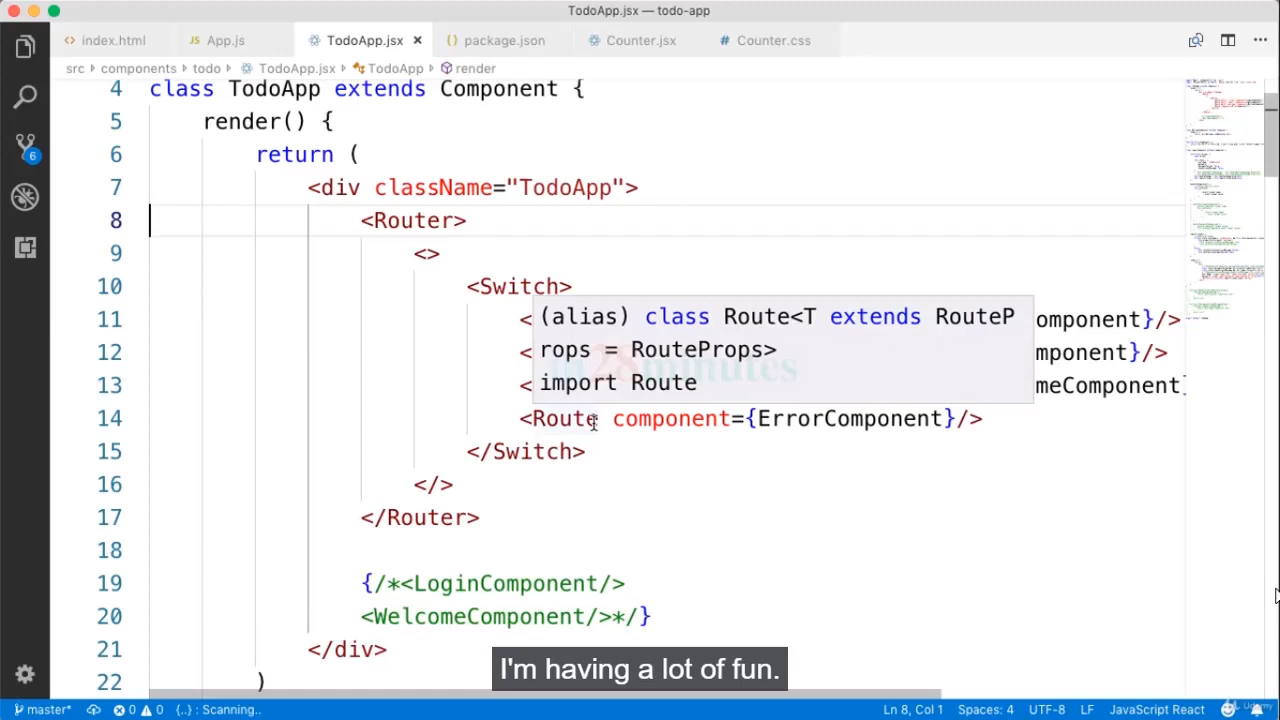 TodoApp.jsx — todo-app
index.html
App.js
TodoApp.jsx
package.json
Counter.jsx
Counter.css
src components todo TodoApp.jsx TodoApp render
4 class TodoApp extends Component {
5 render() {
6 return (
7 <div className="TodoApp">
8 <Router>
9 <>
10 <Switch>
11 < omponent}/>
12 < mponent}/>
13 < meComponent}
(alias) class Route<T extends RouteP
rops = RouteProps>
import Route
in28minutes
14 <Route component={ErrorComponent}/>
15 </Switch>
16 </>
17 </Router>
18
19 {/*<LoginComponent/>
20 <WelcomeComponent/>*/}
21 </div>
22 )
I'm having a lot of fun.
6
master* 0 0 {..} : Scanning.. Ln 8, Col 1 Spaces: 4 UTF-8 LF JavaScript React
Udemy